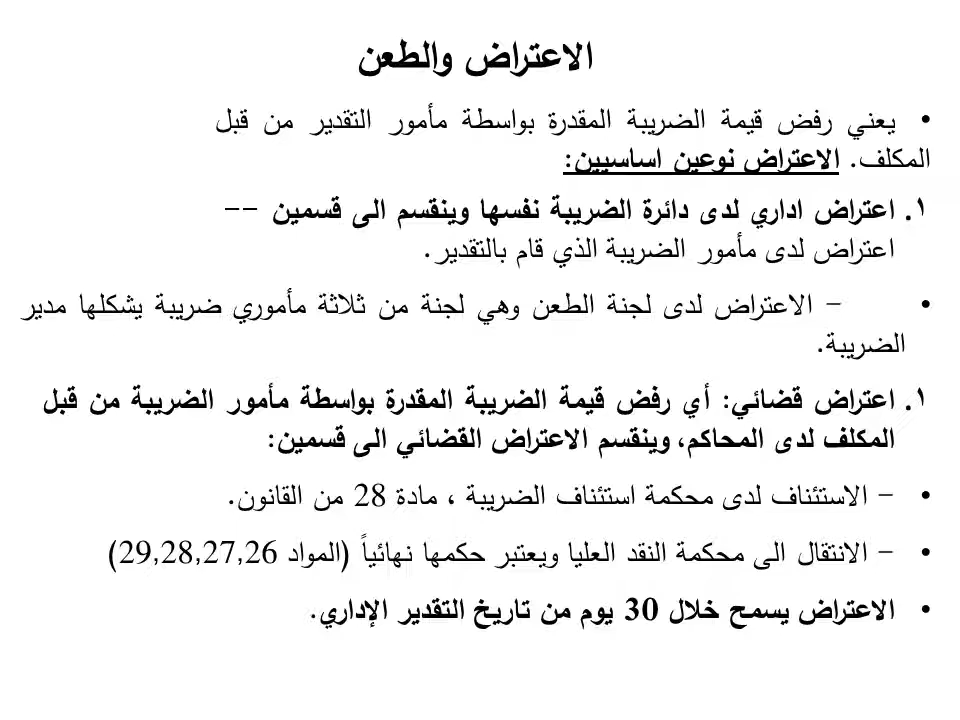 الاعتراض والطعن
• يعني رفض قيمة الضريبة المقدرة بواسطة مأمور التقدير من قبل
المكلف. الاعتراض نوعين اساسيين:
١. اعتراض اداري لدى دائرة الضريبة نفسها وينقسم الى قسمين --
اعتراض لدى مأمور الضريبة الذي قام بالتقدير.
• - الاعتراض لدى لجنة الطعن وهي لجنة من ثلاثة مأموري ضريبة يشكلها مدير
الضريبة.
١. اعتراض قضائي: أي رفض قيمة الضريبة المقدرة بواسطة مأمور الضريبة من قبل
المكلف لدى المحاكم، وينقسم الاعتراض القضائي الى قسمين:
• - الاستئناف لدى محكمة استئناف الضريبة ، مادة 28 من القانون.
• - الانتقال الى محكمة النقد العليا ويعتبر حكمها نهائياً (المواد 29,28,27,26)
• الاعتراض يسمح خلال 30 يوم من تاريخ التقدير الإداري.